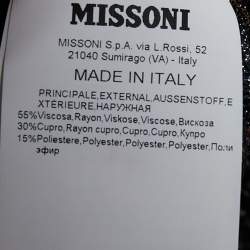 MISSONI
MISSONI S.p.A. via L.Rossi, 52
21040 Sumirago (VA) - Italy
MADE IN ITALY
PRINCIPALE,EXTERNAL,AUSSENSTOFF,E
XTÉRIEURE,НАРУЖНАЯ
55%Viscosa,Rayon,Viskose,Viscose,Вискоза
30%Cupro,Rayon cupro,Cupro,Cupro,Купро
15%Poliestere,Polyester,Polyester,Polyester,Поли
эфир